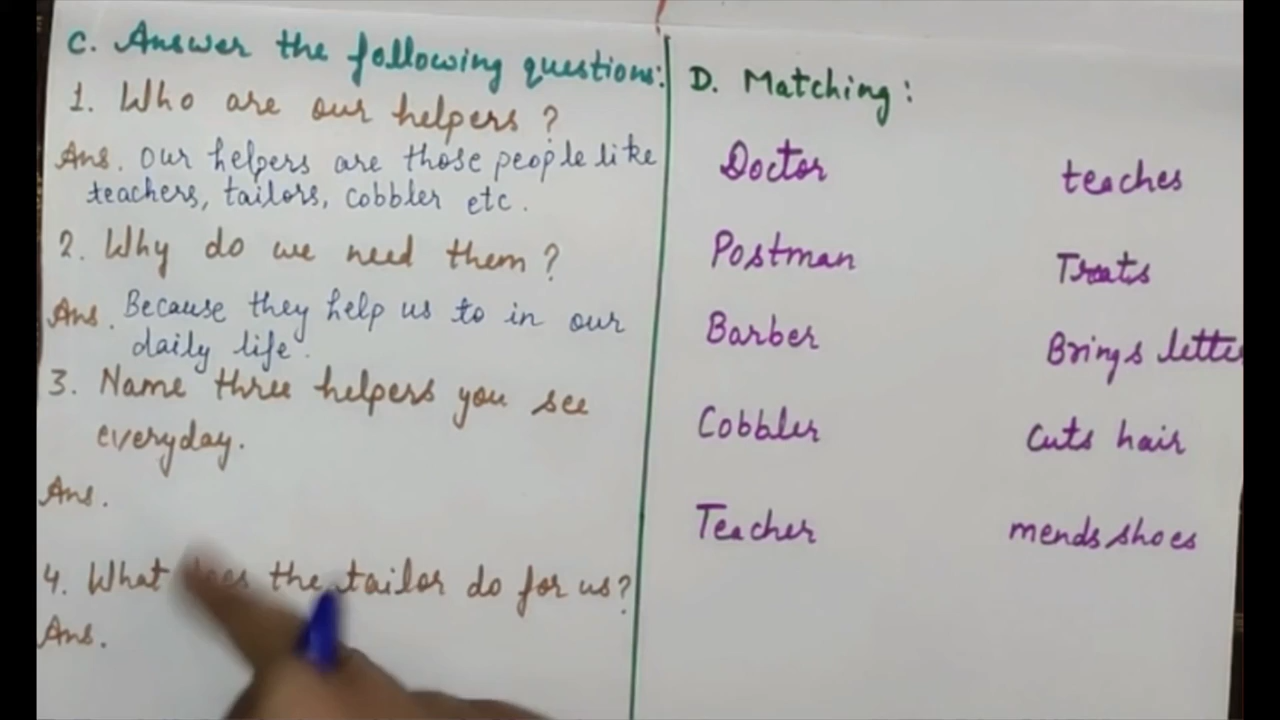 C. Answer the following questions:
1. Who are our helpers ?
Ans. Our helpers are those people like
teachers, tailors, cobbler etc.
2. Why do we need them ?
Ans. Because they help us to in our
daily life.
3. Name three helpers you see
everyday.
Ans.
4. What does the tailor do for us?
Ans.
D. Matching :
Doctor teaches
Postman Treats
Barber Brings lette
Cobbler cuts hair
Teacher mends shoes